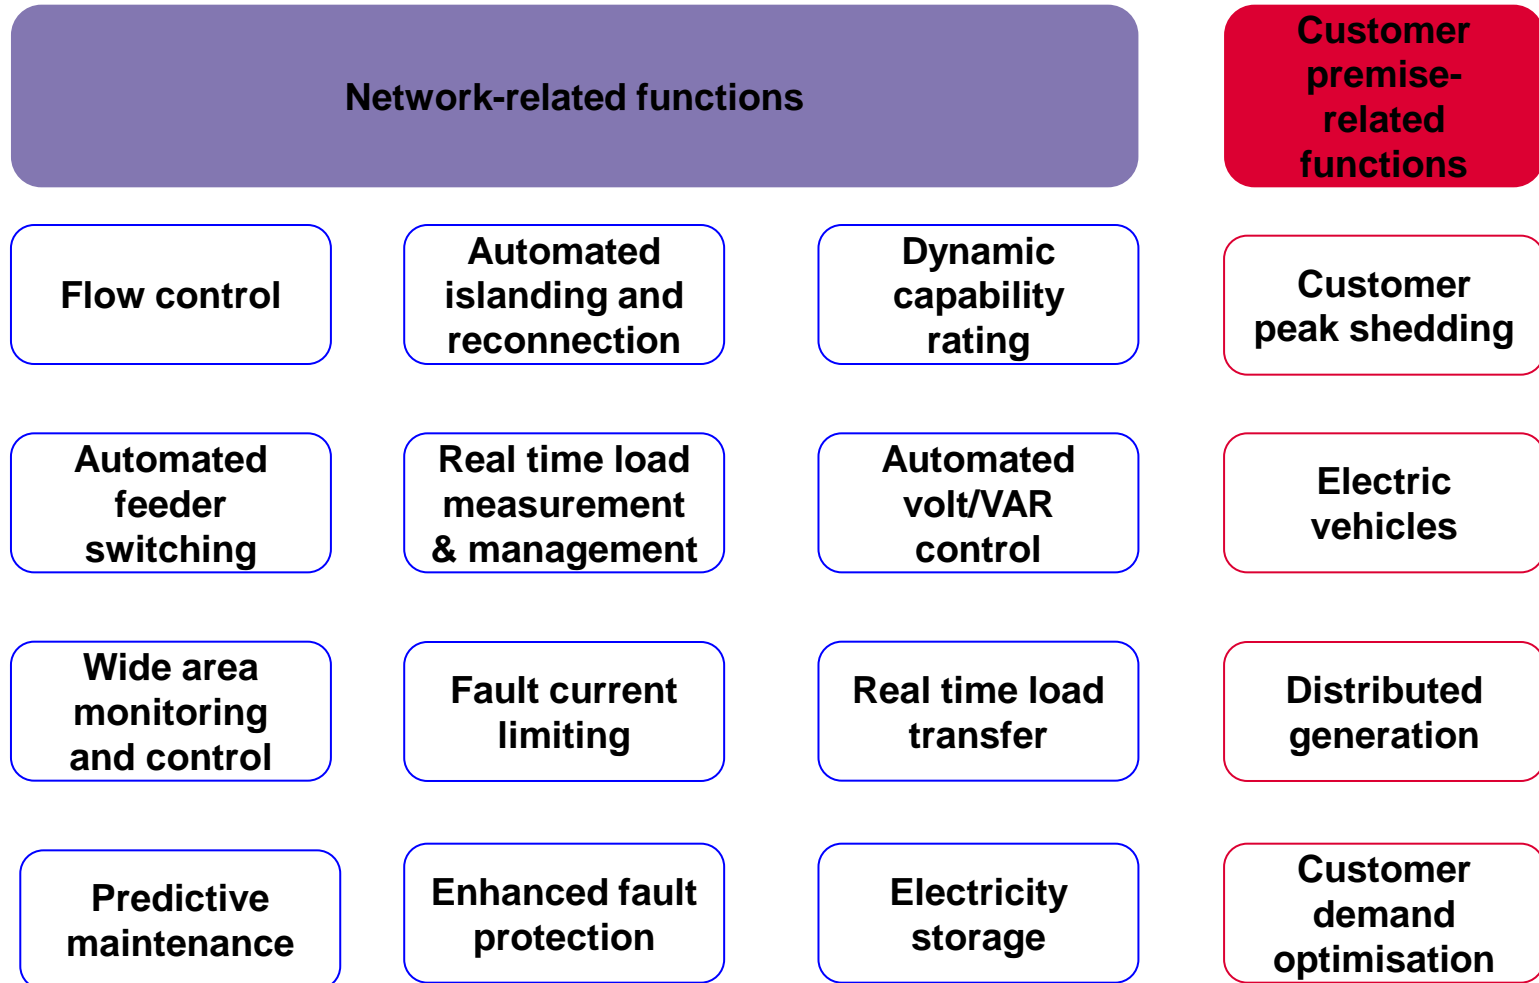 Network-related functions
Customer
premise-
related
functions
Flow control
Automated
islanding and
reconnection
Dynamic
capability
rating
Customer
peak shedding
Automated
feeder
switching
Real time load
measurement
& management
Automated
volt/VAR
control
Electric
vehicles
Wide area
monitoring
and control
Fault current
limiting
Real time load
transfer
Distributed
generation
Predictive
maintenance
Enhanced fault
protection
Electricity
storage
Customer
demand
optimisation